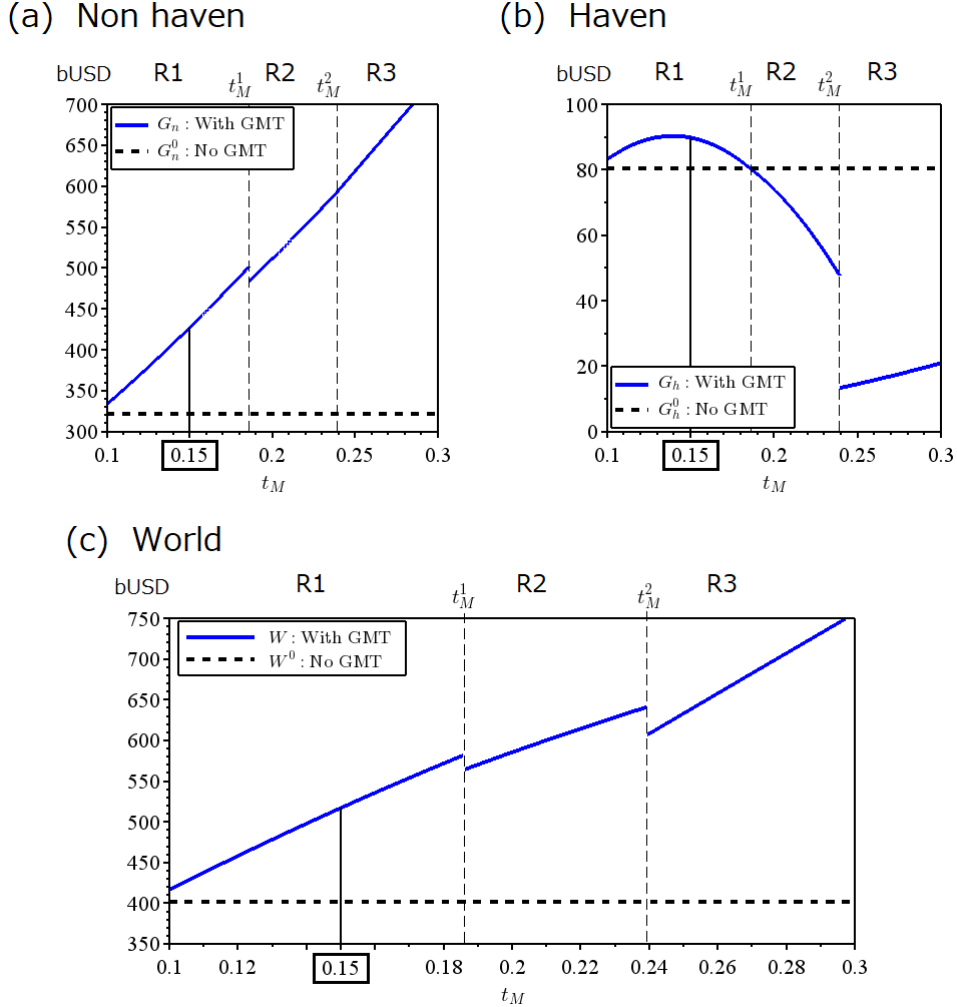 (a) Non haven
bUSD R1 t_M^1 R2 t_M^2 R3
700
650
600
550
500
450
400
350
300
G_n : With GMT
G_n^0 : No GMT
0.1 0.15 0.2 0.25 0.3
t_M
(b) Haven
bUSD R1 t_M^1 R2 t_M^2 R3
100
80
60
40
20
0
G_h : With GMT
G_h^0 : No GMT
0.1 0.15 0.2 0.25 0.3
t_M
(c) World
bUSD R1 t_M^1 R2 t_M^2 R3
750
700
650
600
550
500
450
400
350
W : With GMT
W^0 : No GMT
0.1 0.12 0.15 0.18 0.2 0.22 0.24 0.26 0.28 0.3
t_M